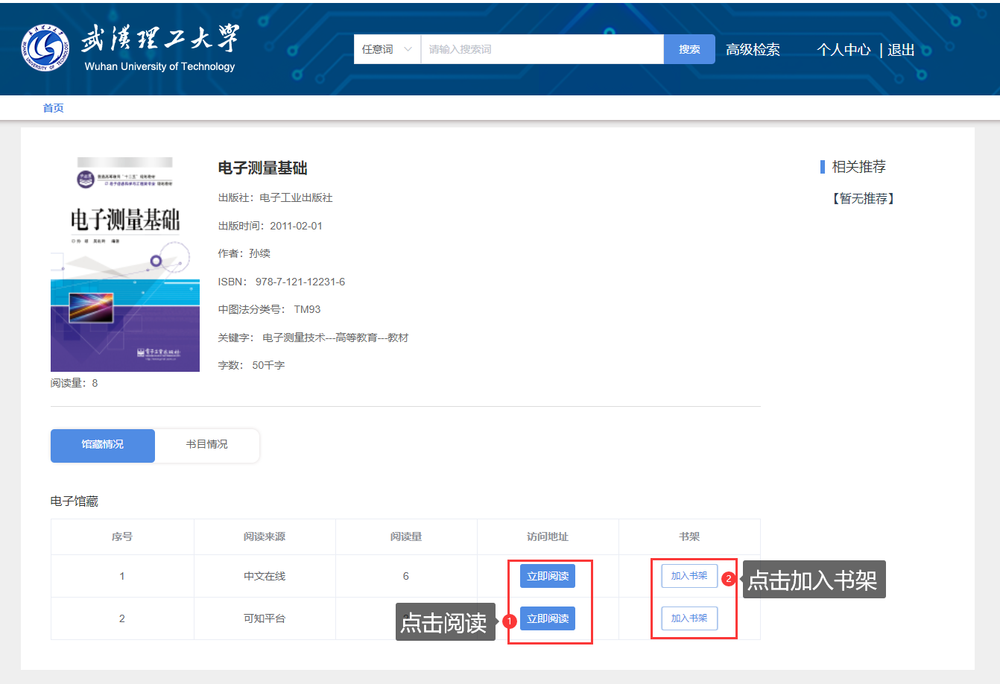 武漢理工大學
Wuhan University of Technology
任意词 请输入搜索词 搜索 高级检索 个人中心 | 退出
首页
电子测量基础
电子测量基础
出版社：电子工业出版社
出版时间：2011-02-01
作者：孙续
ISBN： 978-7-121-12231-6
中图法分类号： TM93
关键字： 电子测量技术---高等教育---教材
字数： 50千字
阅读量：8
相关推荐
【暂无推荐】
馆藏情况 书目情况
电子馆藏
序号 阅读来源 阅读量 访问地址 书架
1 中文在线 6 立即阅读 加入书架
2 点击加入书架
2 可知平台 立即阅读 加入书架
点击阅读 1